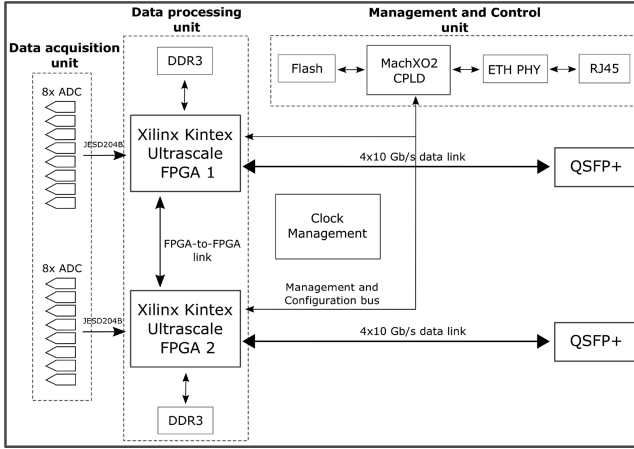 Data acquisition
unit
8x ADC
JESD204B
8x ADC
JESD204B
Data processing
unit
DDR3
Xilinx Kintex
Ultrascale
FPGA 1
FPGA-to-FPGA
link
Xilinx Kintex
Ultrascale
FPGA 2
DDR3
Management and Control
unit
Flash
MachXO2
CPLD
ETH PHY
RJ45
4x10 Gb/s data link
QSFP+
Clock
Management
Management and
Configuration bus
4x10 Gb/s data link
QSFP+